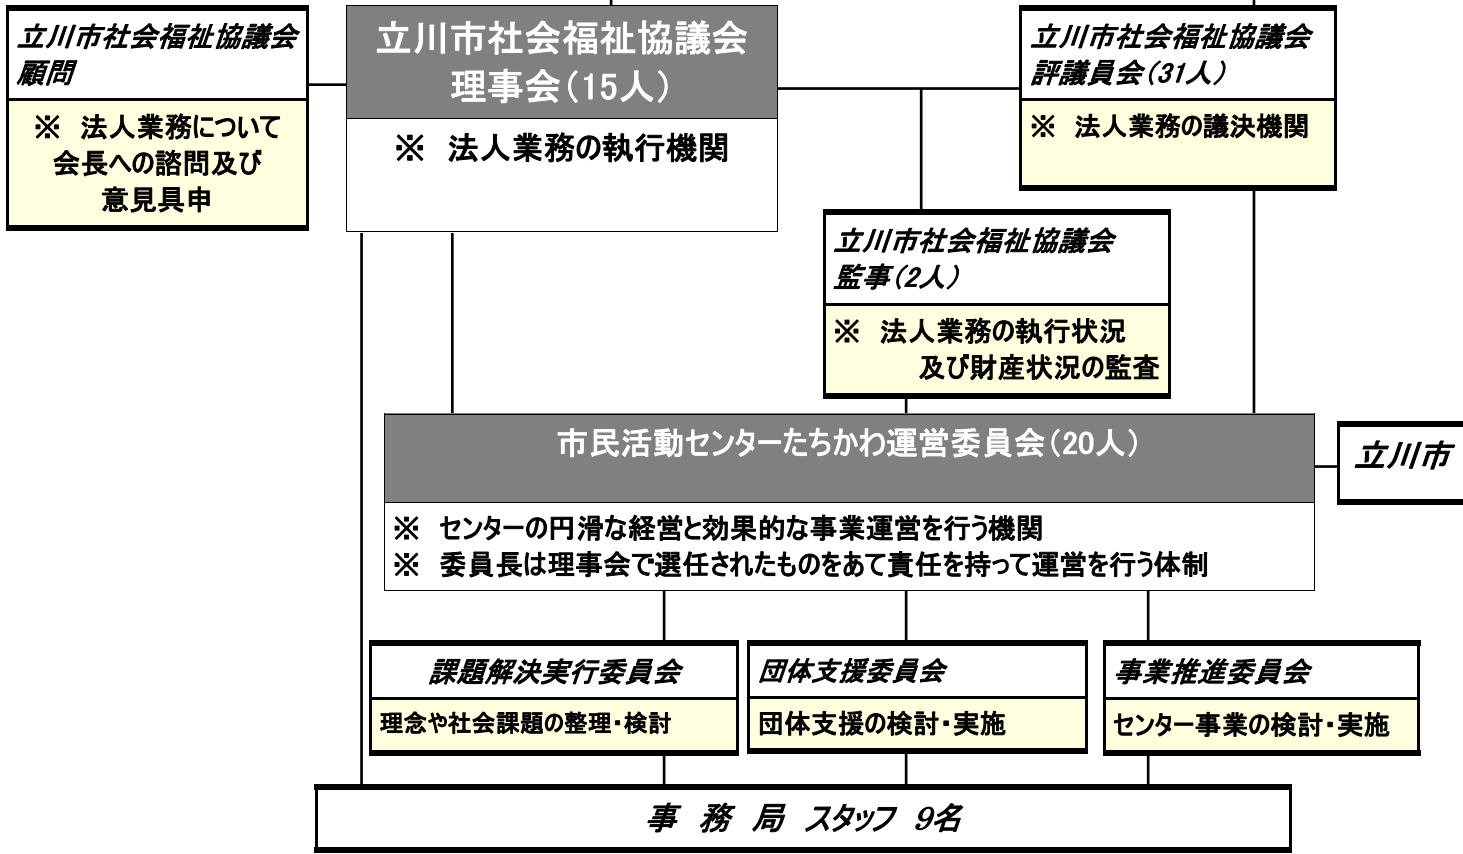 立川市社会福祉協議会
顧問
※ 法人業務について
会長への諮問及び
意見具申
立川市社会福祉協議会
理事会（15人）
※ 法人業務の執行機関
立川市社会福祉協議会
評議員会（31人）
※ 法人業務の議決機関
立川市社会福祉協議会
監事（2人）
※ 法人業務の執行状況
及び財産状況の監査
市民活動センターたちかわ運営委員会（20人）
※ センターの円滑な経営と効果的な事業運営を行う機関
※ 委員長は理事会で選任されたものをあて責任を持って運営を行う体制
立川市
課題解決実行委員会
理念や社会課題の整理・検討
団体支援委員会
団体支援の検討・実施
事業推進委員会
センター事業の検討・実施
事 務 局 スタッフ 9名